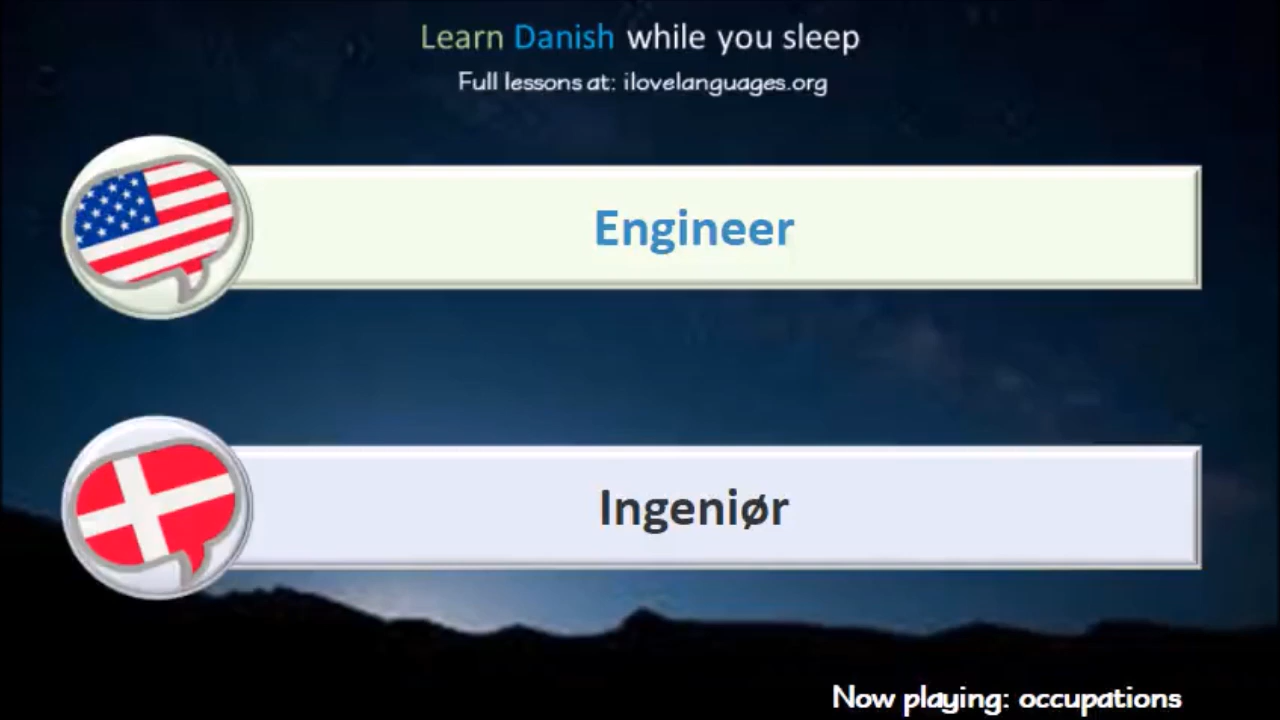 Learn Danish while you sleep
Full lessons at: ilovelanguages.org
Engineer
Ingeniør
Now playing: occupations